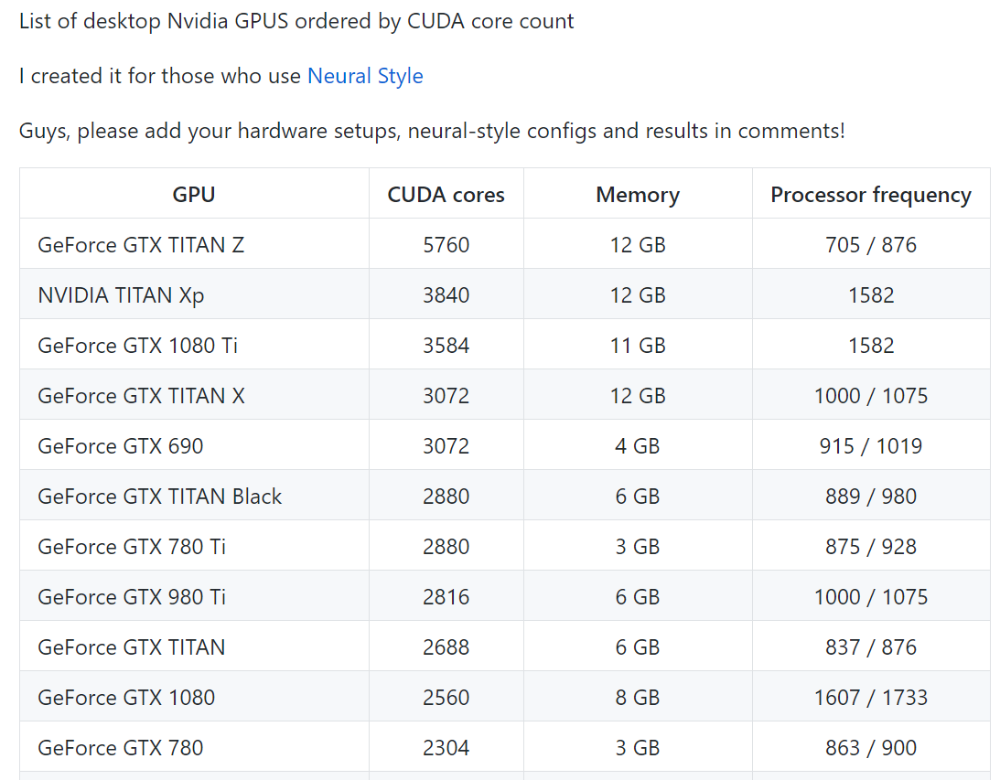 List of desktop Nvidia GPUS ordered by CUDA core count
I created it for those who use Neural Style
Guys, please add your hardware setups, neural-style configs and results in comments!
GPU CUDA cores Memory Processor frequency
GeForce GTX TITAN Z 5760 12 GB 705 / 876
NVIDIA TITAN Xp 3840 12 GB 1582
GeForce GTX 1080 Ti 3584 11 GB 1582
GeForce GTX TITAN X 3072 12 GB 1000 / 1075
GeForce GTX 690 3072 4 GB 915 / 1019
GeForce GTX TITAN Black 2880 6 GB 889 / 980
GeForce GTX 780 Ti 2880 3 GB 875 / 928
GeForce GTX 980 Ti 2816 6 GB 1000 / 1075
GeForce GTX TITAN 2688 6 GB 837 / 876
GeForce GTX 1080 2560 8 GB 1607 / 1733
GeForce GTX 780 2304 3 GB 863 / 900